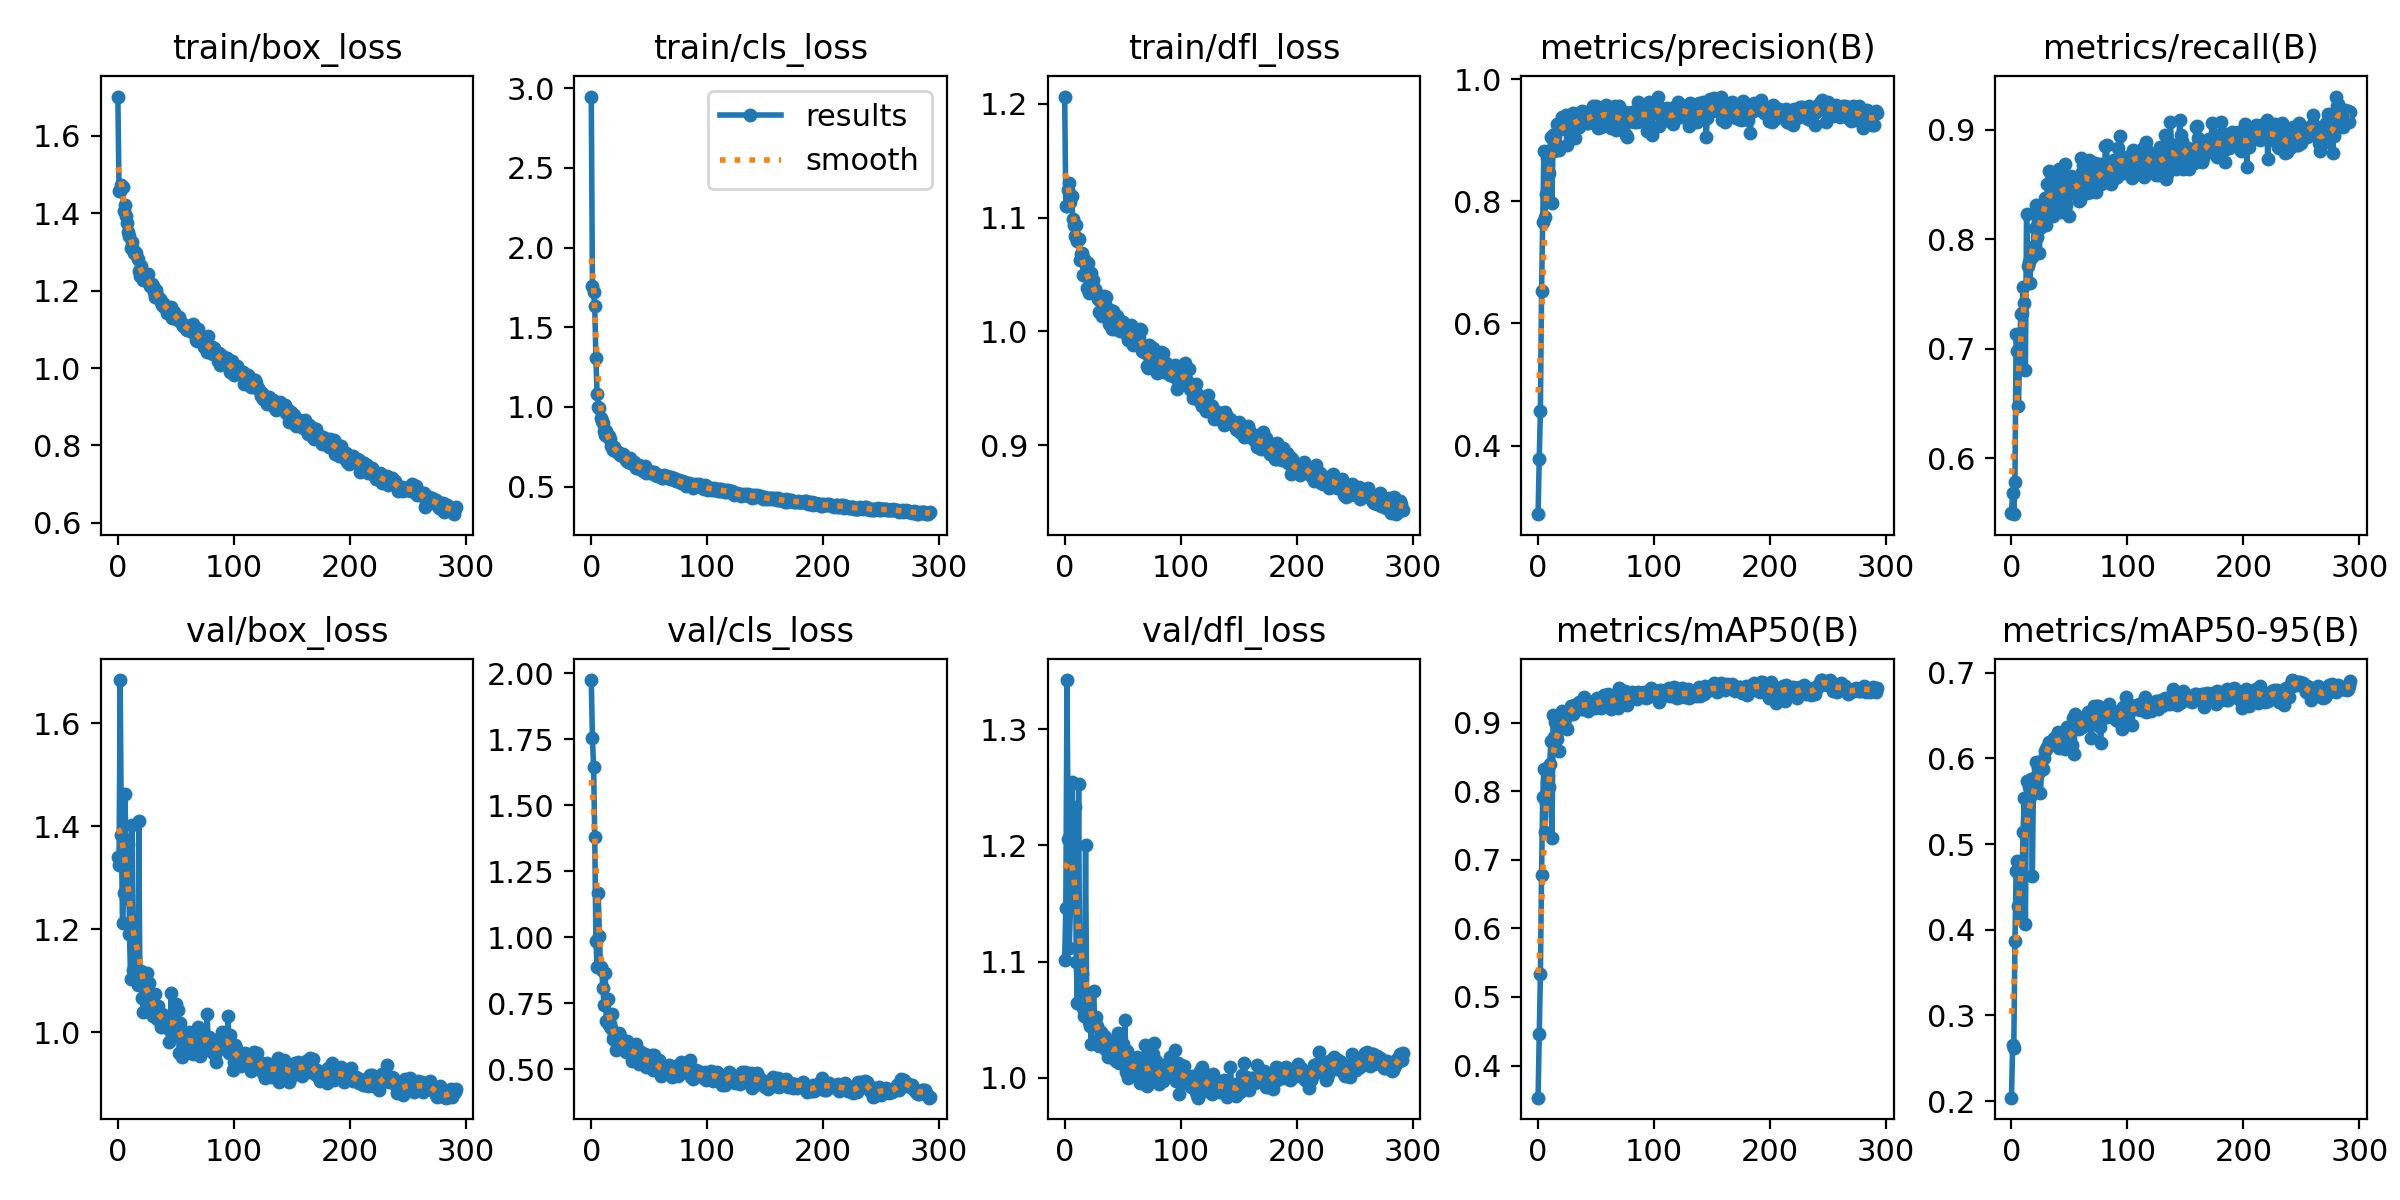 train/box_loss
1.6
1.4
1.2
1.0
0.8
0.6
0 100 200 300
train/cls_loss
results
smooth
3.0
2.5
2.0
1.5
1.0
0.5
0 100 200 300
train/dfl_loss
1.2
1.1
1.0
0.9
0 100 200 300
metrics/precision(B)
1.0
0.8
0.6
0.4
0 100 200 300
metrics/recall(B)
0.9
0.8
0.7
0.6
0 100 200 300
val/box_loss
1.6
1.4
1.2
1.0
0 100 200 300
val/cls_loss
2.00
1.75
1.50
1.25
1.00
0.75
0.50
0 100 200 300
val/dfl_loss
1.3
1.2
1.1
1.0
0 100 200 300
metrics/mAP50(B)
0.9
0.8
0.7
0.6
0.5
0.4
0 100 200 300
metrics/mAP50-95(B)
0.7
0.6
0.5
0.4
0.3
0.2
0 100 200 300